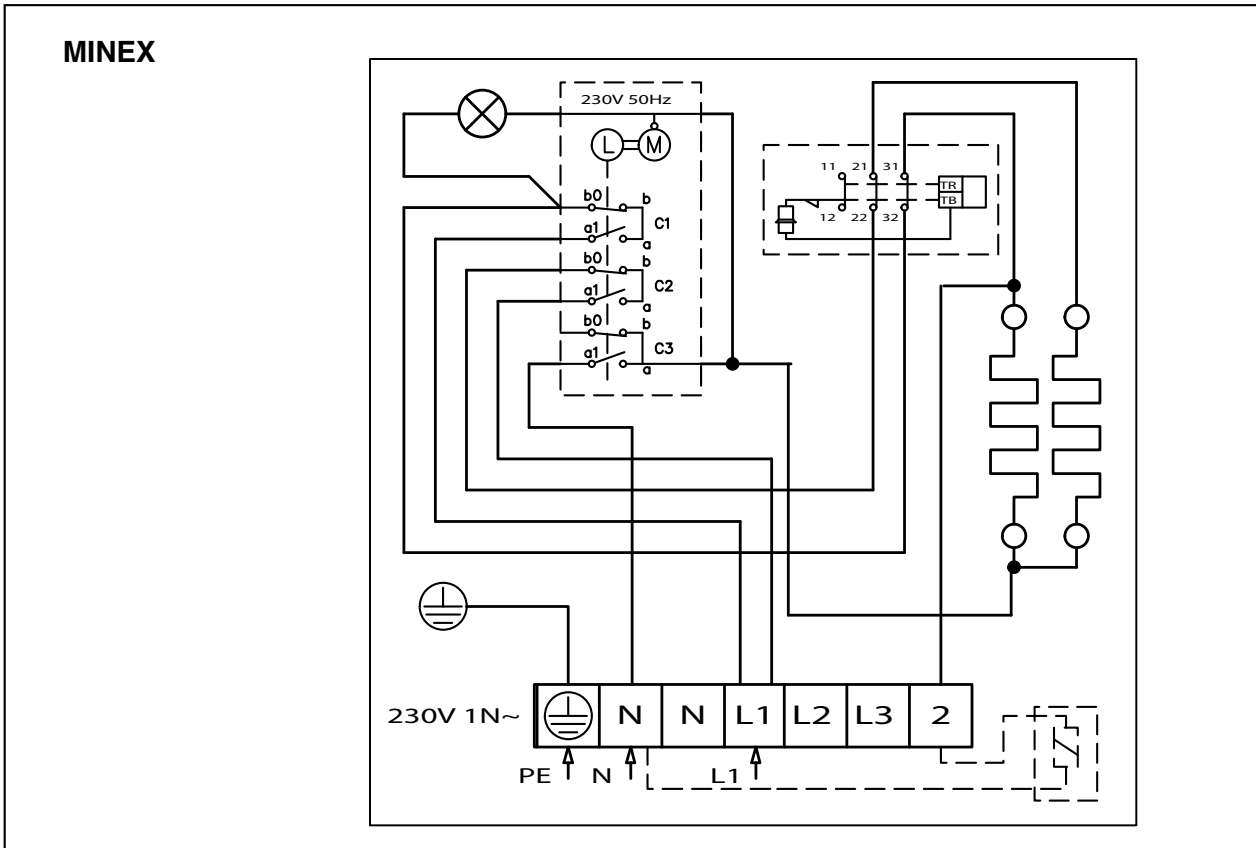 MINEX
230V 50Hz
L M
11 21 31
TR
TB
12 22 32
b0 b
C1
a1 a
b0 b
C2
a1 a
b0 b
C3
a1 a
230V 1N~ N N L1 L2 L3 2
PE N L1